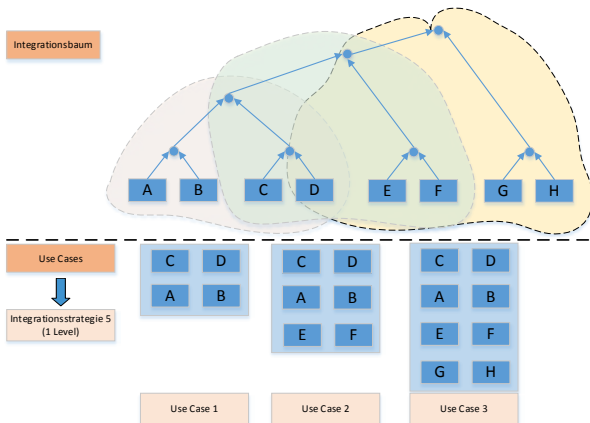 Integrationsbaum
A B C D E F G H
Use Cases
Integrationsstrategie 5
(1 Level)
C D
A B
Use Case 1
C D
A B
E F
Use Case 2
C D
A B
E F
G H
Use Case 3